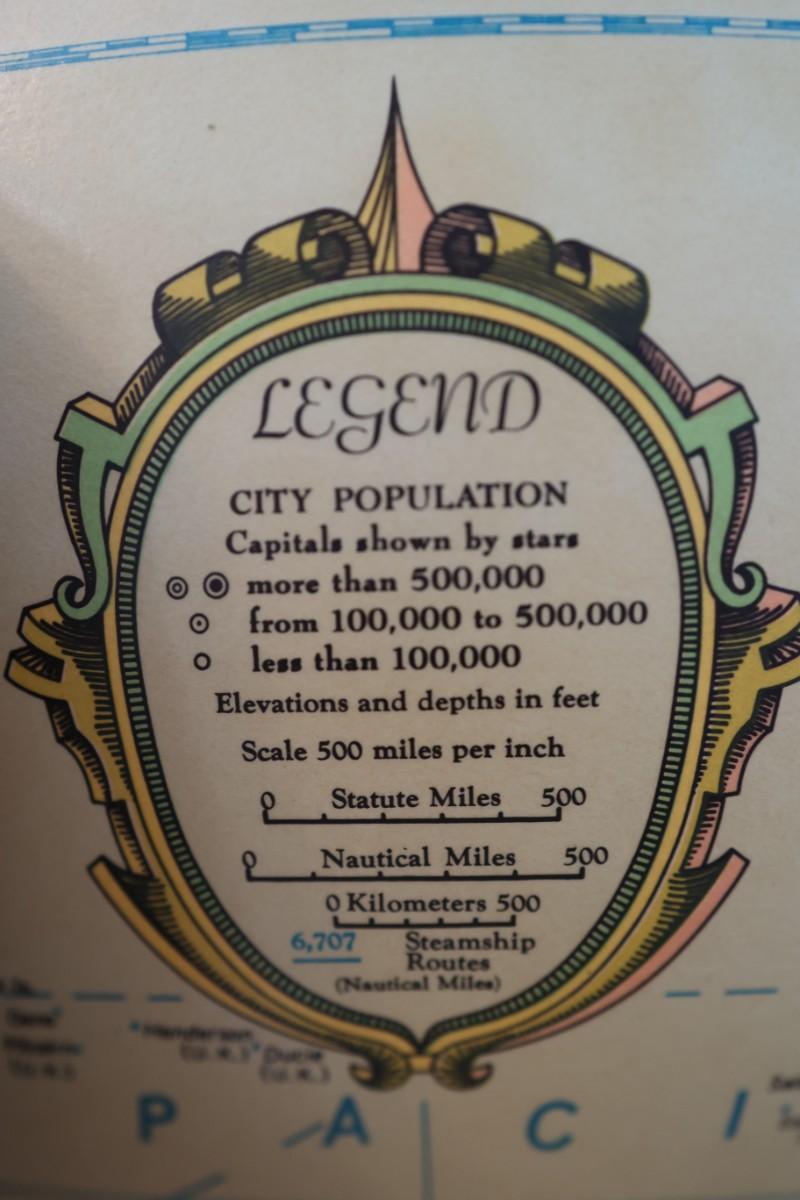 LEGEND
CITY POPULATION
Capitals shown by stars
more than 500,000
from 100,000 to 500,000
less than 100,000
Elevations and depths in feet
Scale 500 miles per inch
0 Statute Miles 500
0 Nautical Miles 500
0 Kilometers 500
6,707 Steamship
Routes
(Nautical Miles)
Henderson
(U.K.)
Ducie
(U.K.)
P A C I